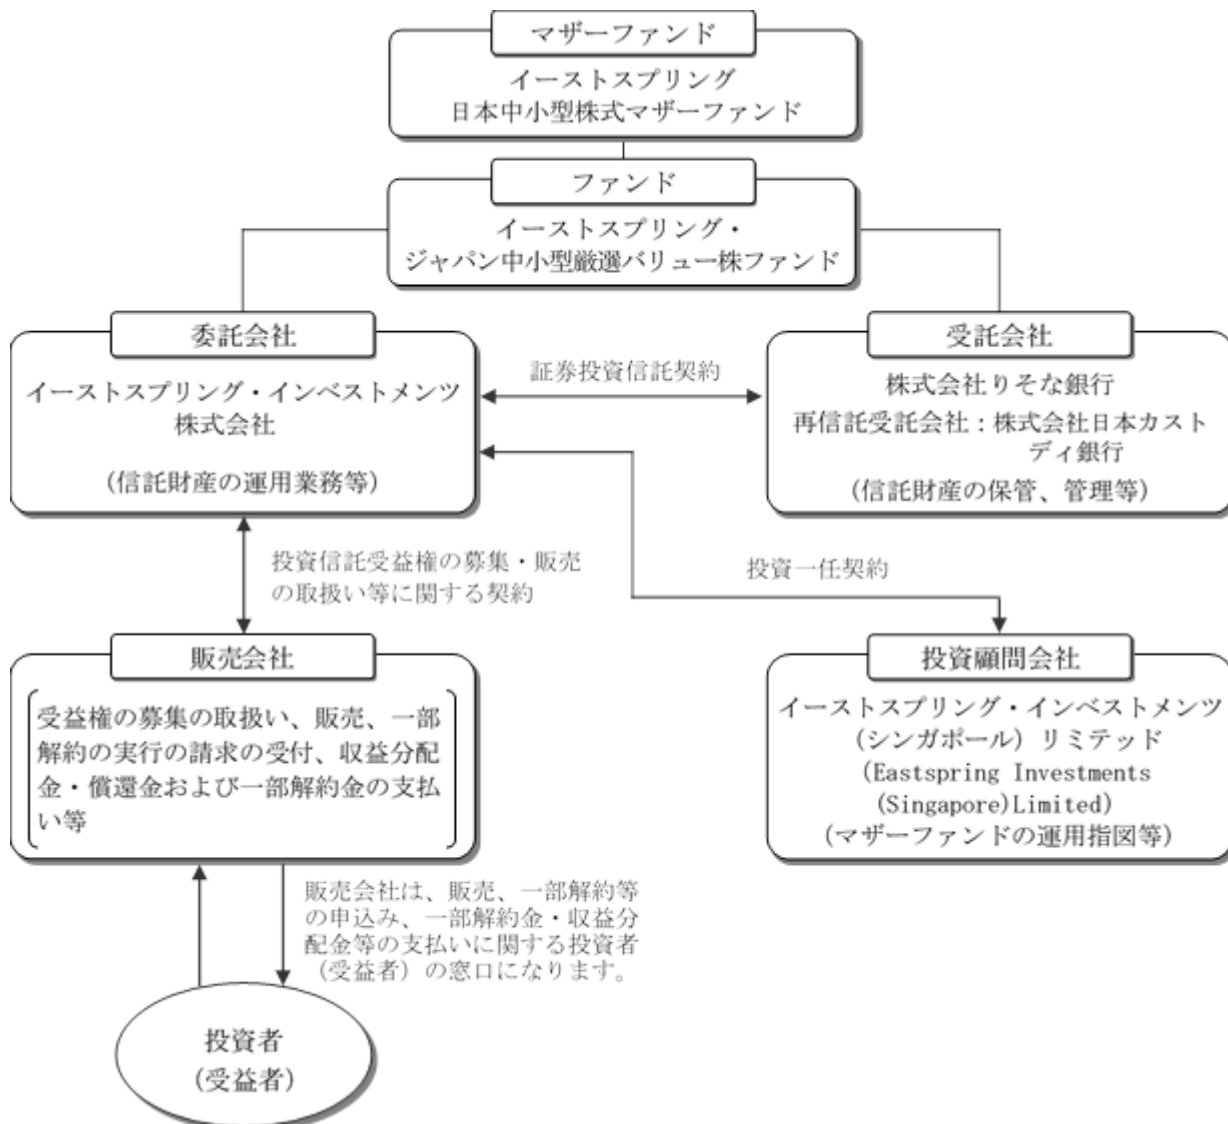 マザーファンド
イーストスプリング
日本中小型株式マザーファンド
ファンド
イーストスプリング・
ジャパン中小型厳選バリュー株ファンド
委託会社
イーストスプリング・インベストメンツ
株式会社
（信託財産の運用業務等）
証券投資信託契約
受託会社
株式会社りそな銀行
再信託受託会社：株式会社日本カスト
ディ銀行
（信託財産の保管、管理等）
投資信託受益権の募集・販売
の取扱い等に関する契約
投資一任契約
販売会社
受益権の募集の取扱い、販売、一部
解約の実行の請求の受付、収益分配
金・償還金および一部解約金の支払
い等
投資顧問会社
イーストスプリング・インベストメンツ
（シンガポール）リミテッド
(Eastspring Investments
(Singapore)Limited)
（マザーファンドの運用指図等）
販売会社は、販売、一部解約等
の申込み、一部解約金・収益分
配金等の支払いに関する投資者
（受益者）の窓口になります。
投資者
（受益者）